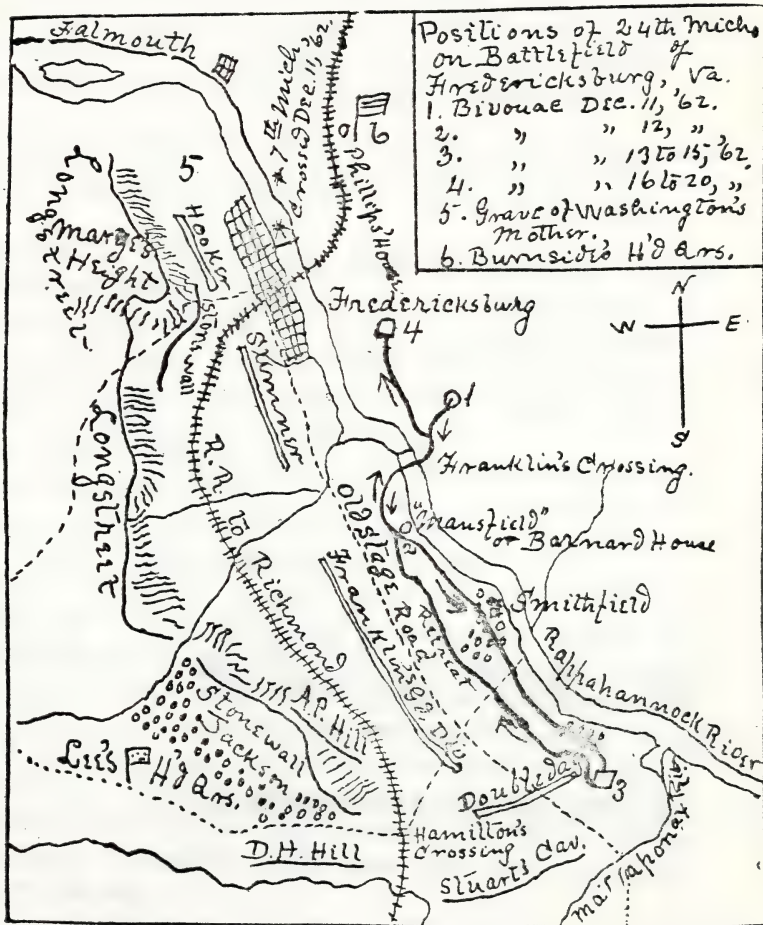 Positions of 24th Mich.
on Battlefield of
Fredericksburg, Va.
1. Bivouac Dec. 11, '62.
2. „ „ 12, „
3. „ „ 13 to 15, '62
4. „ „ 16 to 20, „
5. Grave of Washington's
Mother.
6. Burnside's H'd Qrs.
Falmouth
7th Mich.
Crossed Dec. 11, '62.
6
Phillips' House
5
Longstreet
Marye's
Height
Hooker
Stonewall
Fredericksburg
4
N
W E
S
Sumner
1
Franklin's Crossing.
Longstreet
"Mansfield"
2
or Barnard House
R.R. to Richmond
Old Stage Road
Franklin's Gd. Div.
Retreat
Smithfield
Rappahannock River
A.P. Hill
Stonewall
Jackson
Lee's
H'd Qrs.
Doubleday
3
Hamilton's
Crossing
D.H. Hill
Stuart's Cav.
Massaponax Riv.